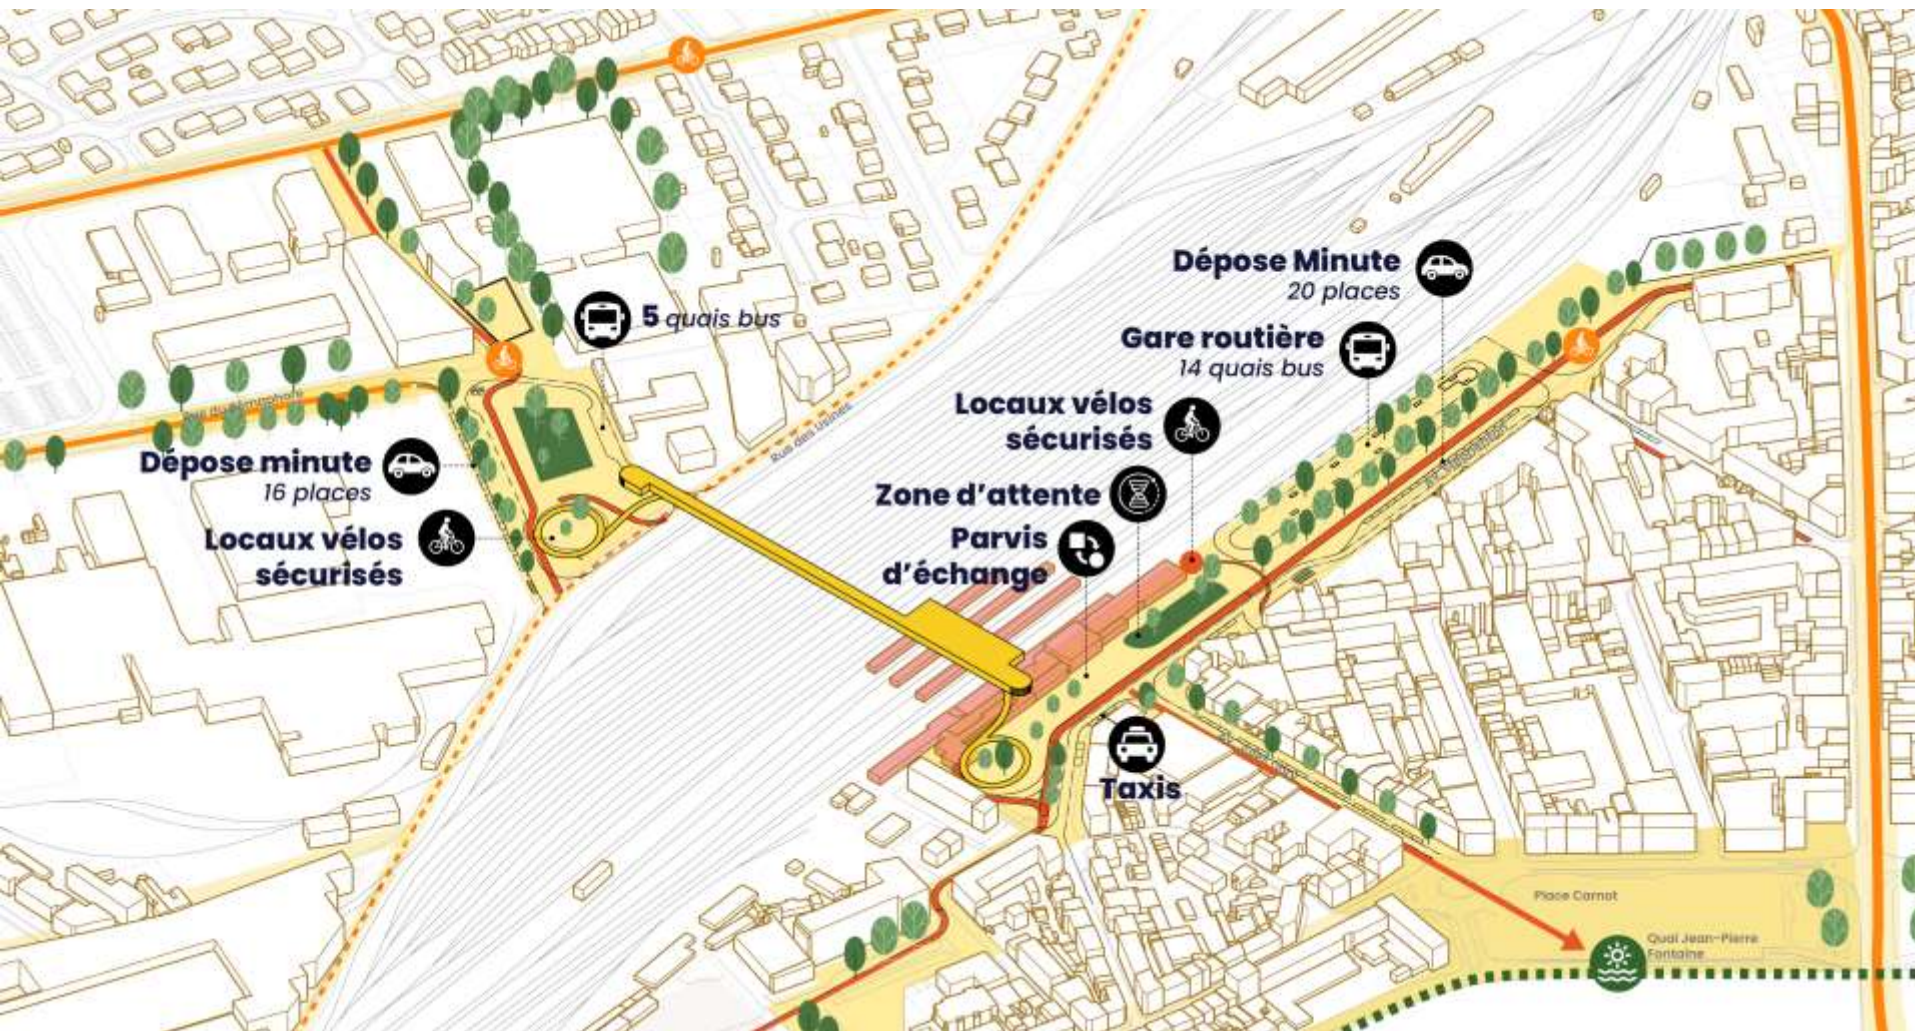 Dépose Minute
20 places
5 quais bus
Gare routière
14 quais bus
Locaux vélos
sécurisés
Rue des Usines
Dépose minute
16 places
Zone d'attente
Parvis
d'échange
Locaux vélos
sécurisés
Taxis
Place Carnot
Quai Jean-Pierre
Fontaine